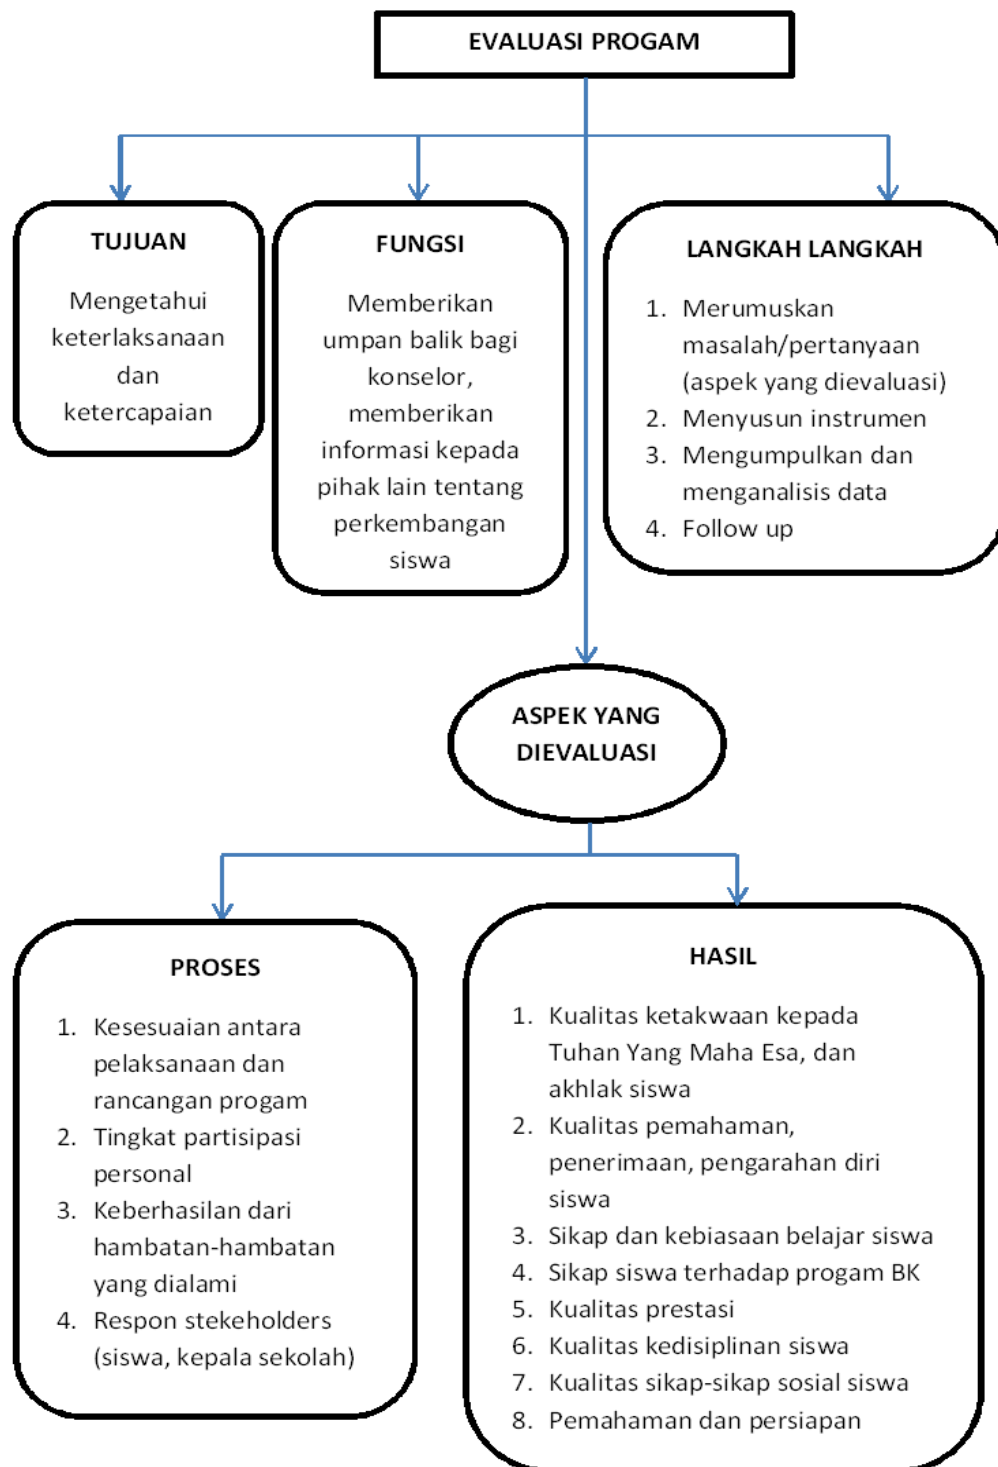 EVALUASI PROGAM
TUJUAN
Mengetahui
keterlaksanaan
dan
ketercapaian
FUNGSI
Memberikan
umpan balik bagi
konselor,
memberikan
informasi kepada
pihak lain tentang
perkembangan
siswa
LANGKAH LANGKAH
1. Merumuskan
masalah/pertanyaan
(aspek yang dievaluasi)
2. Menyusun instrumen
3. Mengumpulkan dan
menganalisis data
4. Follow up
ASPEK YANG
DIEVALUASI
PROSES
1. Kesesuaian antara
pelaksanaan dan
rancangan progam
2. Tingkat partisipasi
personal
3. Keberhasilan dari
hambatan-hambatan
yang dialami
4. Respon stekeholders
(siswa, kepala sekolah)
HASIL
1. Kualitas ketakwaan kepada
Tuhan Yang Maha Esa, dan
akhlak siswa
2. Kualitas pemahaman,
penerimaan, pengarahan diri
siswa
3. Sikap dan kebiasaan belajar siswa
4. Sikap siswa terhadap progam BK
5. Kualitas prestasi
6. Kualitas kedisiplinan siswa
7. Kualitas sikap-sikap sosial siswa
8. Pemahaman dan persiapan